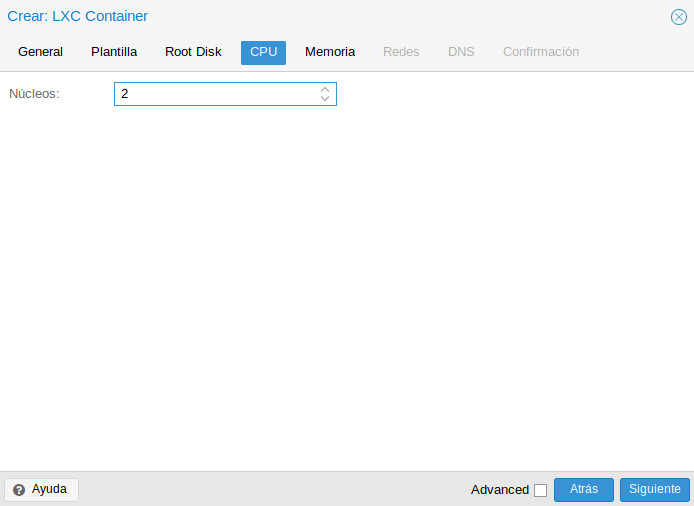 Crear: LXC Container
General Plantilla Root Disk CPU Memoria Redes DNS Confirmación
Núcleos: 2
Ayuda Advanced Atrás Siguiente